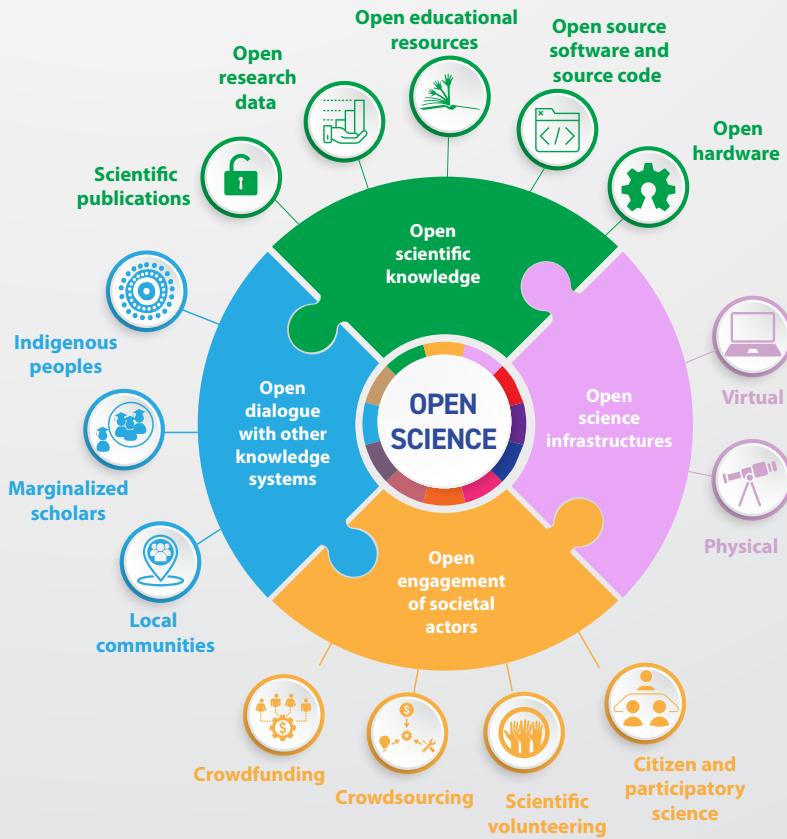 Open educational
resources
Open source
software and
source code
Open
research
data
Open
hardware
Scientific
publications
Open
scientific
knowledge
Indigenous
peoples
Open
dialogue
with other
knowledge
systems
OPEN
SCIENCE
Open
science
infrastructures
Virtual
Marginalized
scholars
Physical
Open
engagement
of societal
actors
Local
communities
Crowdfunding
Crowdsourcing
Scientific
volunteering
Citizen and
participatory
science